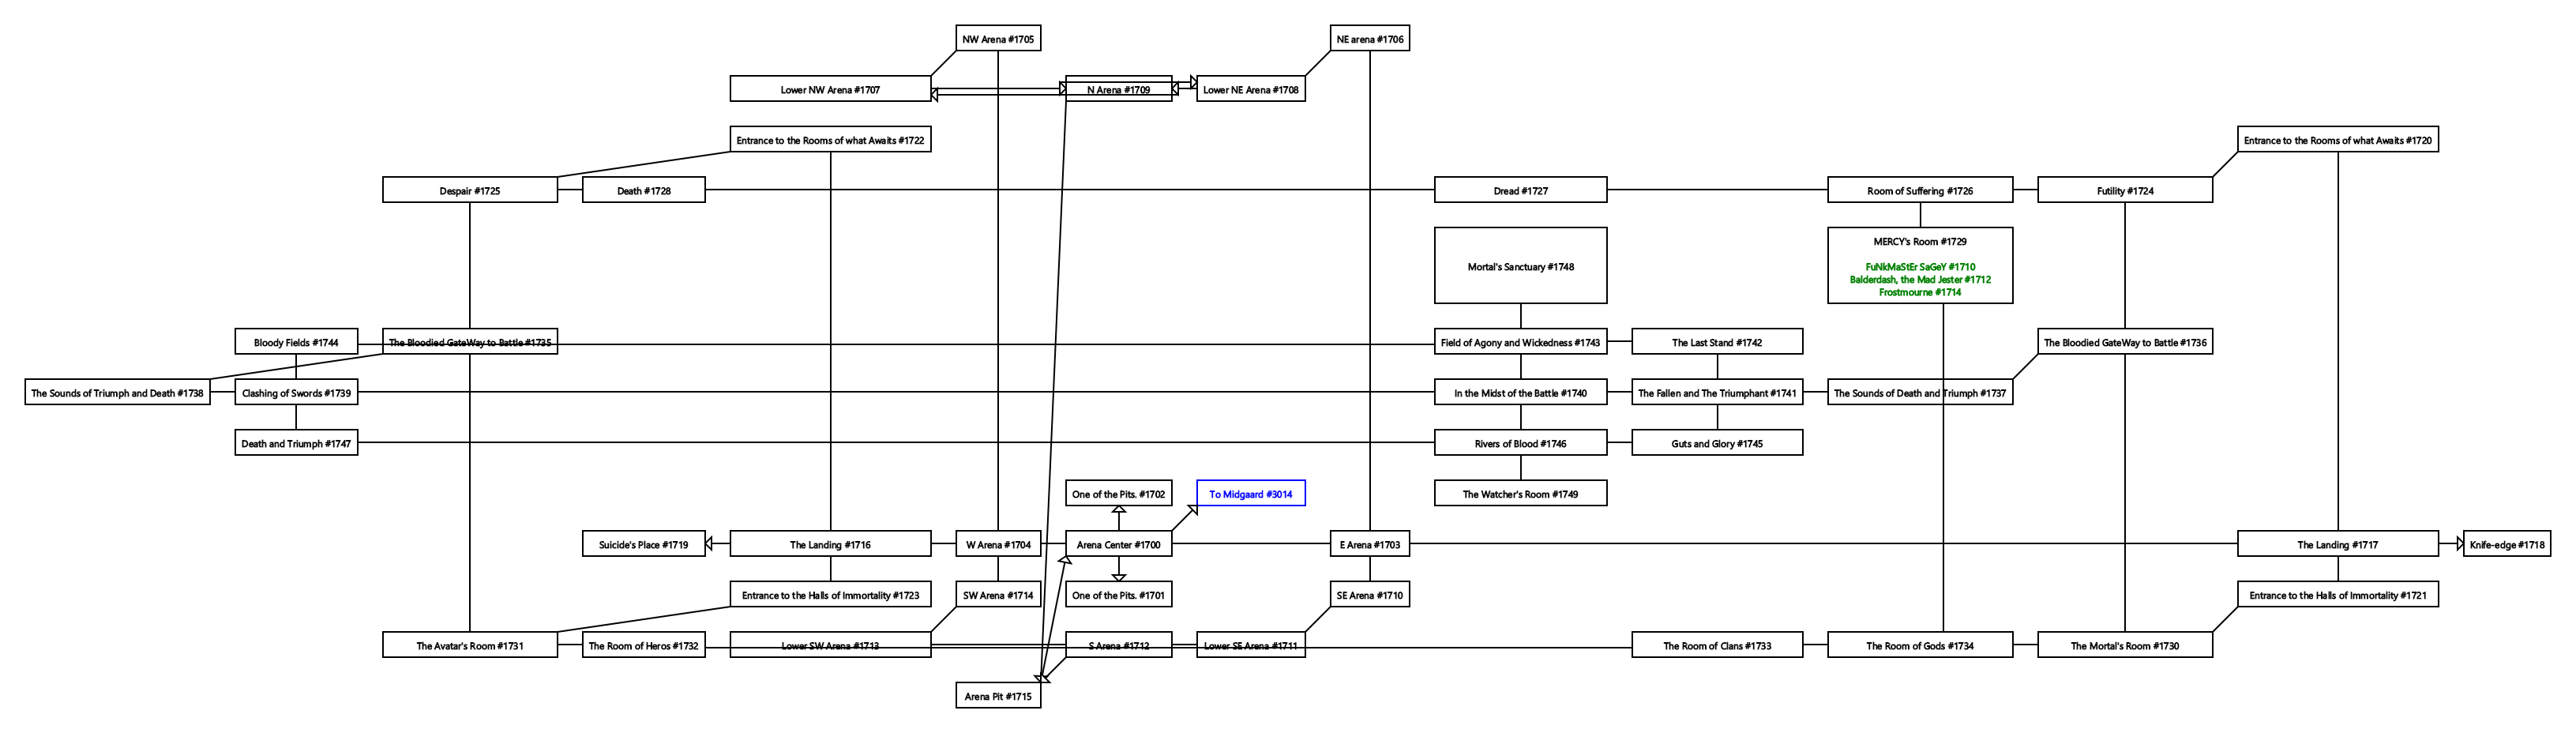 NW Arena #1705
NE arena #1706
Lower NW Arena #1707
N Arena #1709
Lower NE Arena #1708
Entrance to the Rooms of what Awaits #1722
Entrance to the Rooms of what Awaits #1720
Despair #1725
Death #1728
Dread #1727
Room of Suffering #1726
Futility #1724
Mortal's Sanctuary #1748
MERCY's Room #1729
FuNkMaStEr SaGeY #1710
Balderdash, the Mad Jester #1712
Frostmourne #1714
Bloody Fields #1744
The Bloodied GateWay to Battle #1735
Field of Agony and Wickedness #1743
The Last Stand #1742
The Bloodied GateWay to Battle #1736
The Sounds of Triumph and Death #1738
Clashing of Swords #1739
In the Midst of the Battle #1740
The Fallen and The Triumphant #1741
The Sounds of Death and Triumph #1737
Death and Triumph #1747
Rivers of Blood #1746
Guts and Glory #1745
One of the Pits. #1702
To Midgaard #3014
The Watcher's Room #1749
Suicide's Place #1719
The Landing #1716
W Arena #1704
Arena Center #1700
E Arena #1703
The Landing #1717
Knife-edge #1718
Entrance to the Halls of Immortality #1723
SW Arena #1714
One of the Pits. #1701
SE Arena #1710
Entrance to the Halls of Immortality #1721
The Avatar's Room #1731
The Room of Heros #1732
Lower SW Arena #1713
S Arena #1712
Lower SE Arena #1711
The Room of Clans #1733
The Room of Gods #1734
The Mortal's Room #1730
Arena Pit #1715